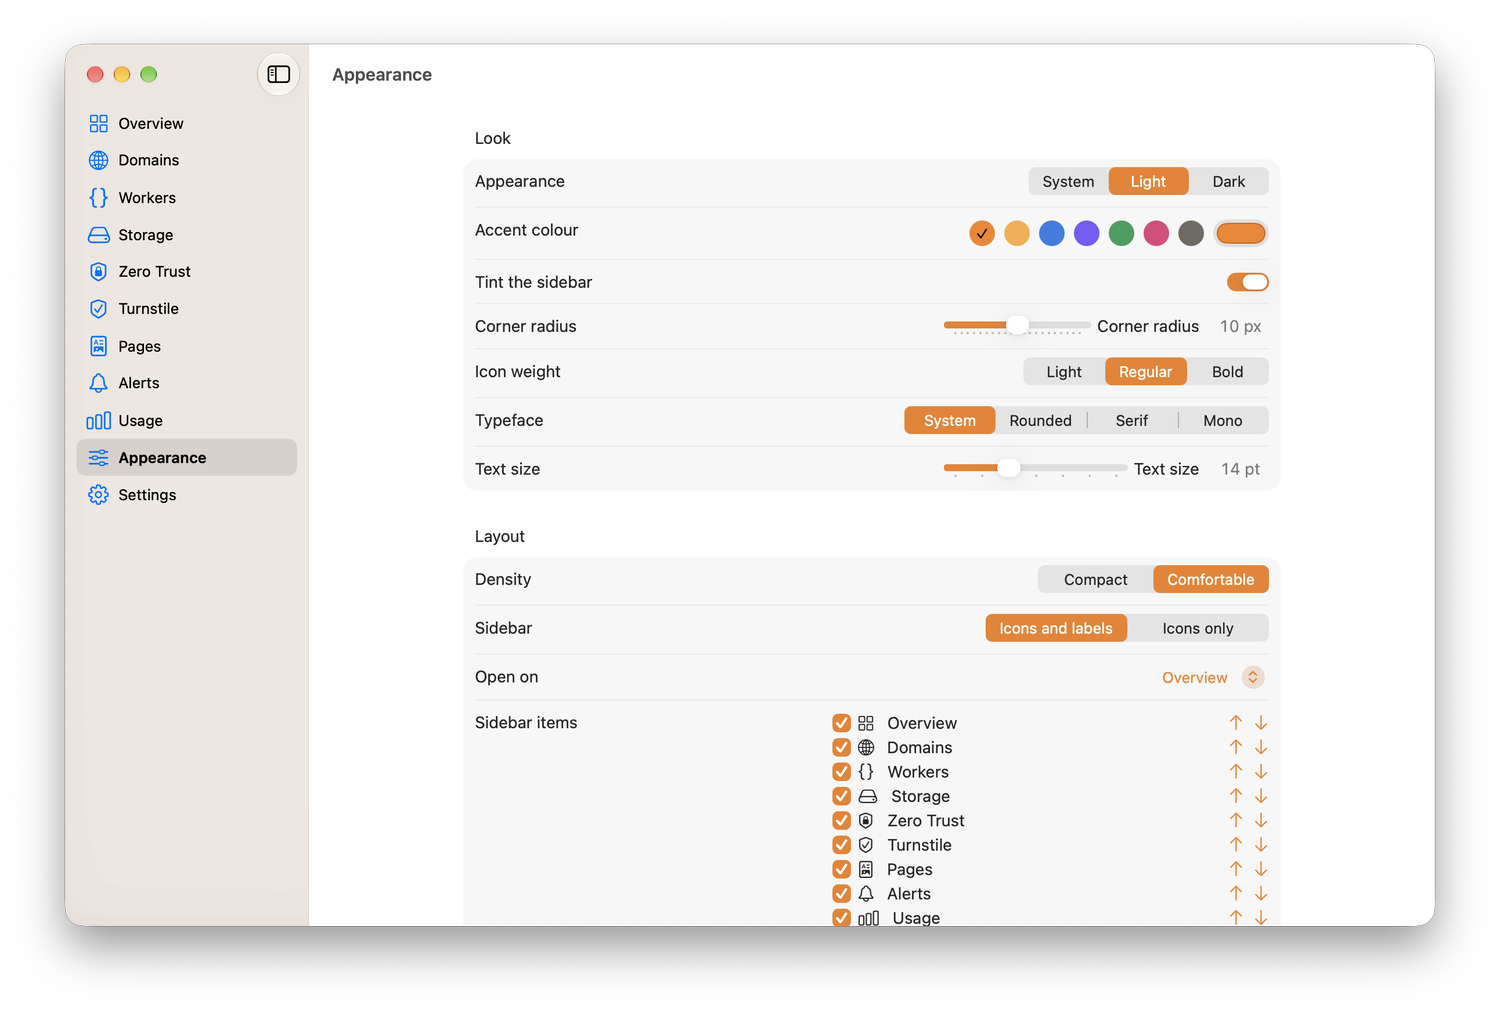 Appearance
Overview
Domains
Workers
Storage
Zero Trust
Turnstile
Pages
Alerts
Usage
Appearance
Settings
Look
Appearance System Light Dark
Accent colour
Tint the sidebar
Corner radius Corner radius 10 px
Icon weight Light Regular Bold
Typeface System Rounded Serif Mono
Text size Text size 14 pt
Layout
Density Compact Comfortable
Sidebar Icons and labels Icons only
Open on Overview
Sidebar items Overview
Domains
Workers
Storage
Zero Trust
Turnstile
Pages
Alerts
Usage